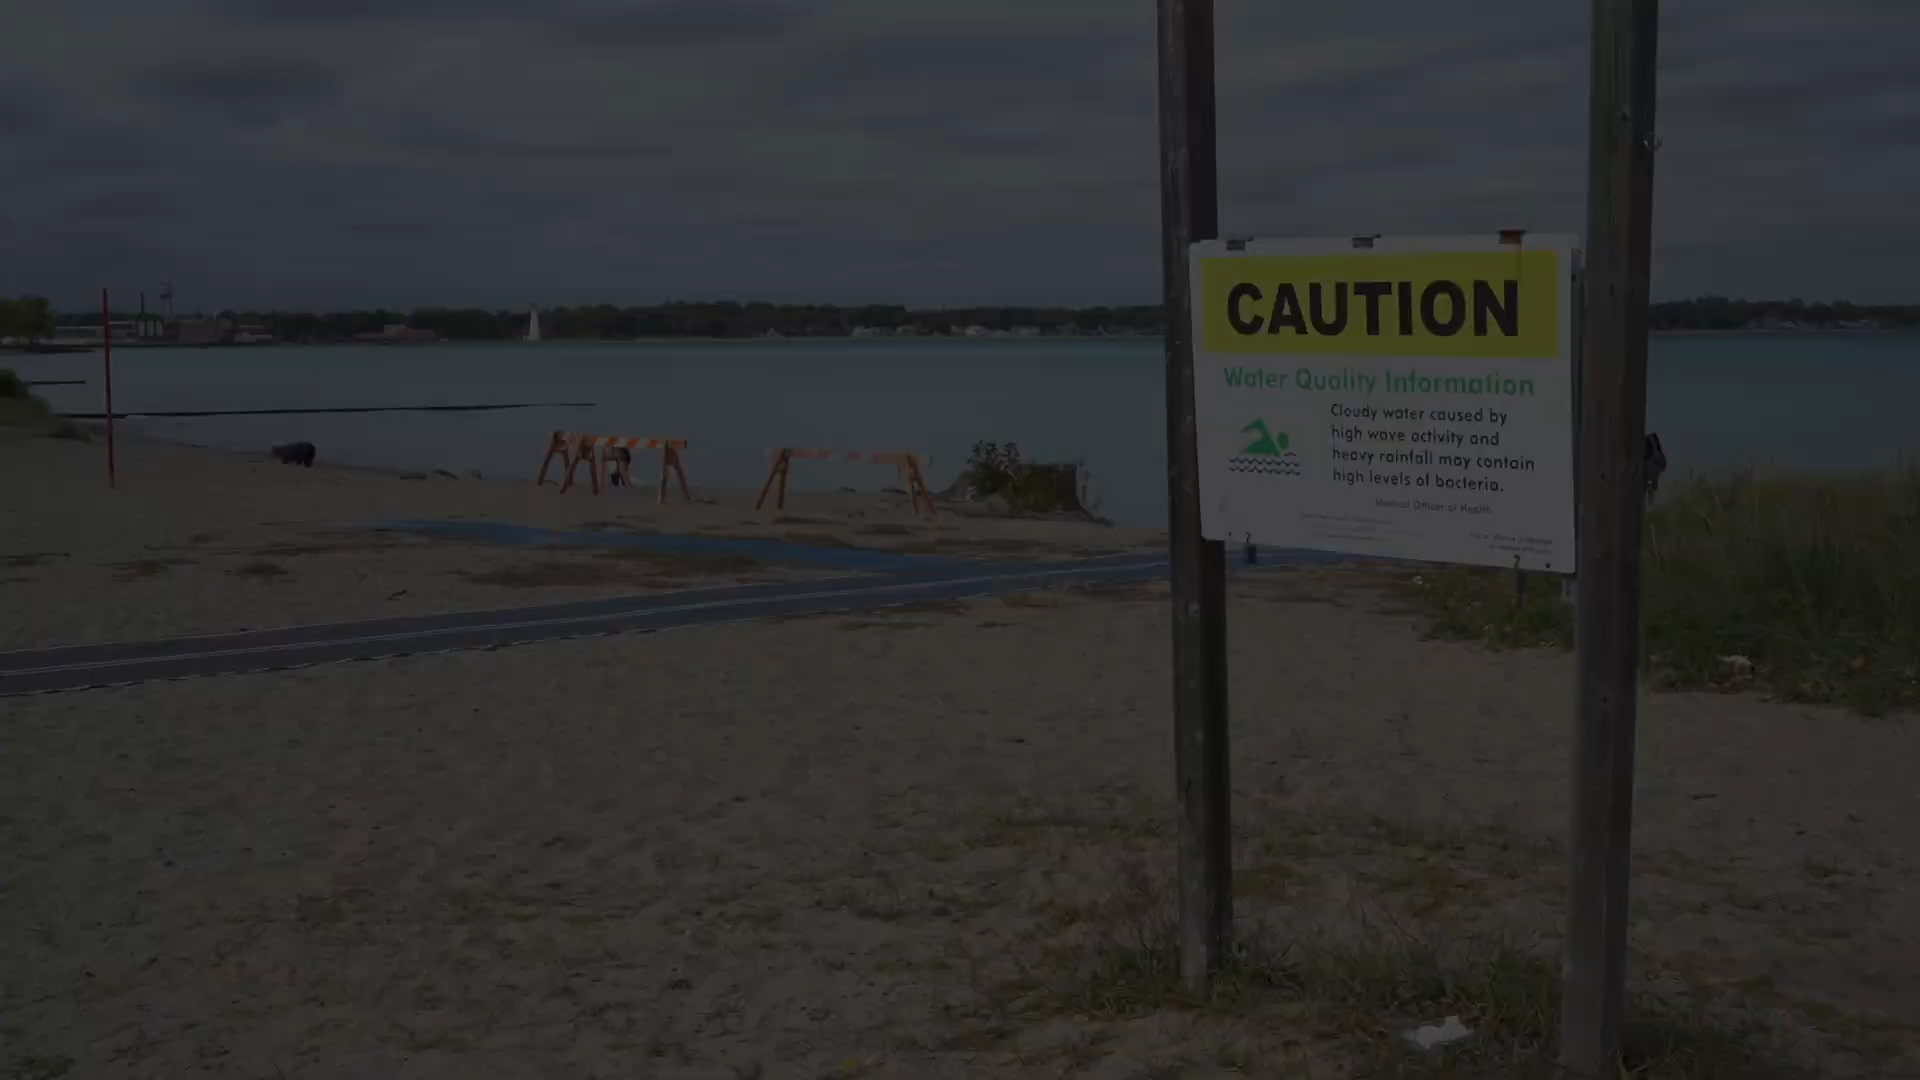 CAUTION
Water Quality Information
Cloudy water caused by
high wave activity and
heavy rainfall may contain
high levels of bacteria.
Medical Officer of Health